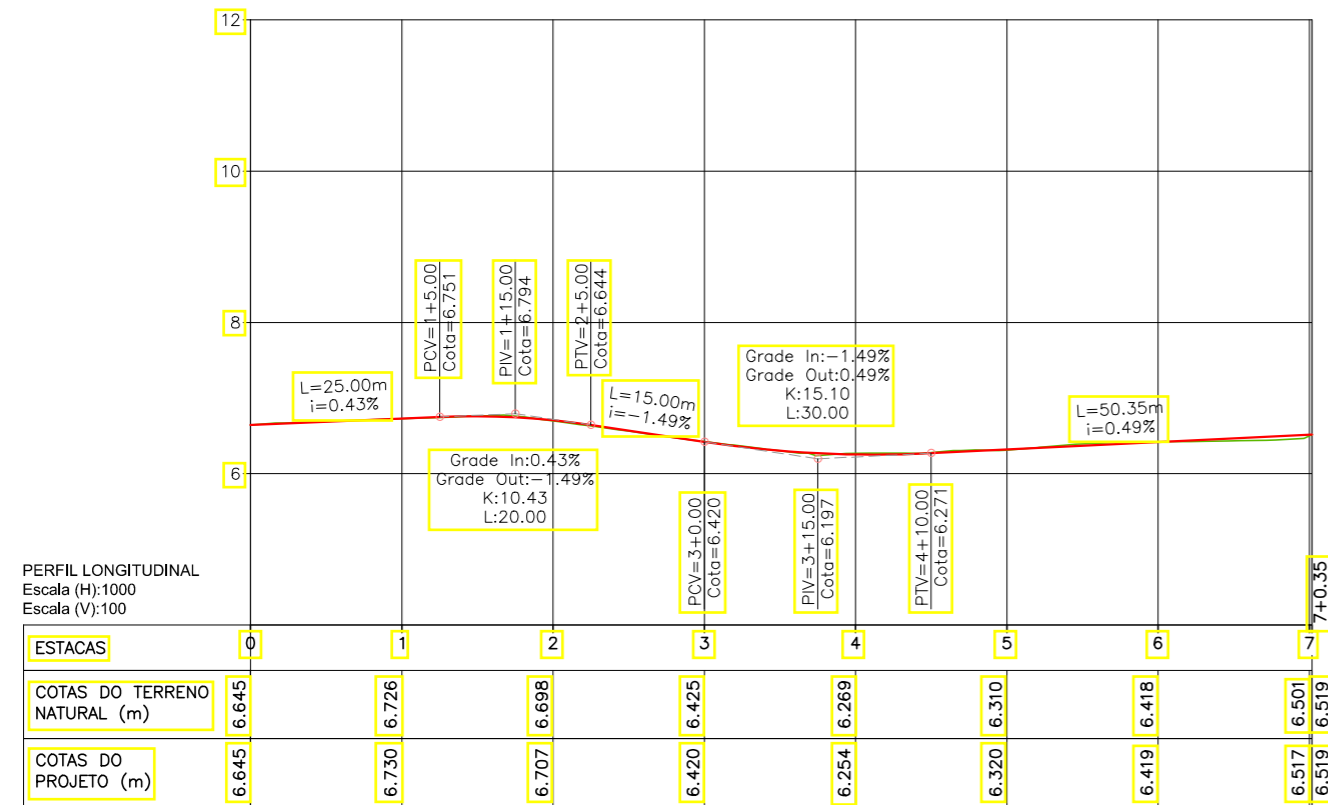 12
10
8
6
PCV=1+5.00
Cota=6.751
PIV=1+15.00
Cota=6.794
PTV=2+5.00
Cota=6.644
L=25.00m
i=0.43%
L=15.00m
i=-1.49%
Grade In:-1.49%
Grade Out:0.49%
K:15.10
L:30.00
L=50.35m
i=0.49%
Grade In:0.43%
Grade Out:-1.49%
K:10.43
L:20.00
PCV=3+0.00
Cota=6.420
PIV=3+15.00
Cota=6.197
PTV=4+10.00
Cota=6.271
7+0.35
PERFIL LONGITUDINAL
Escala (H):1000
Escala (V):100
ESTACAS 0 1 2 3 4 5 6 7
COTAS DO TERRENO
NATURAL (m)
6.645 6.726 6.698 6.425 6.269 6.310 6.418 6.501 6.519
COTAS DO
PROJETO (m)
6.645 6.730 6.707 6.420 6.254 6.320 6.419 6.517 6.519